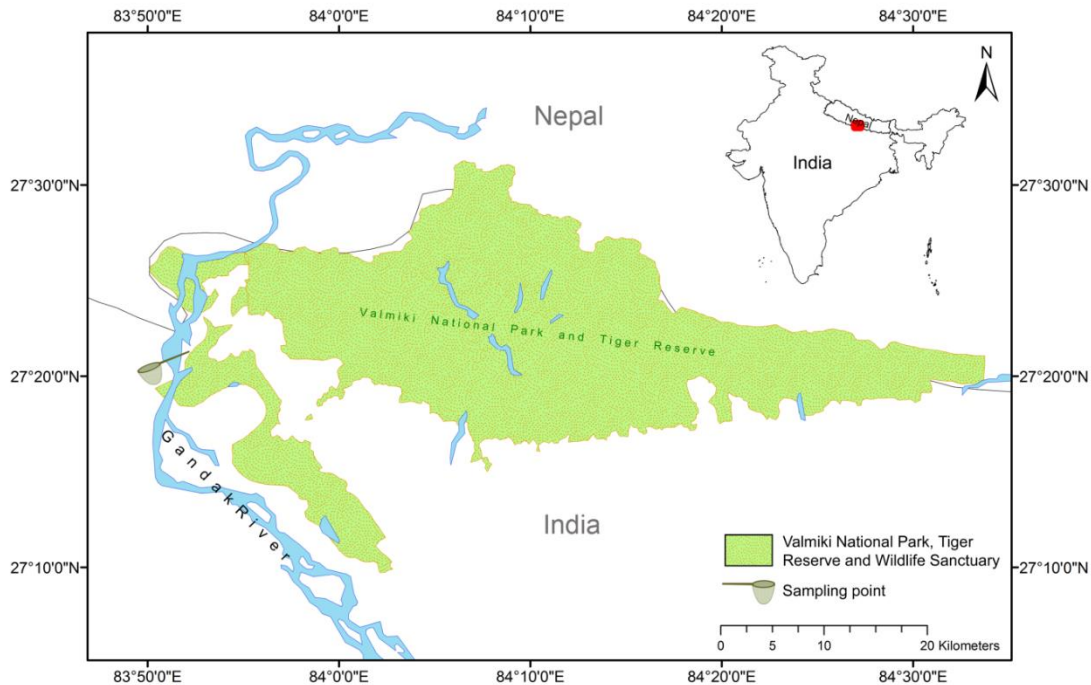 83°50'0"E
84°0'0"E
84°10'0"E
84°20'0"E
84°30'0"E
N
Nepal
Nepal
India
27°30'0"N
27°30'0"N
Valmiki National Park and Tiger Reserve
27°20'0"N
27°20'0"N
Gandak River
India
Valmiki National Park, Tiger
Reserve and Wildlife Sanctuary
27°10'0"N
27°10'0"N
Sampling point
0 5 10 20 Kilometers
83°50'0"E
84°0'0"E
84°10'0"E
84°20'0"E
84°30'0"E